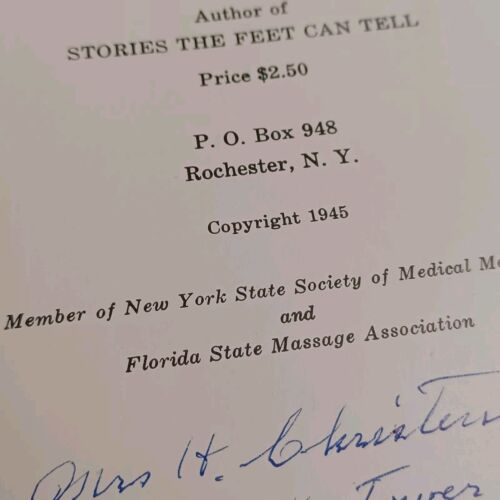 Author of
STORIES THE FEET CAN TELL
Price $2.50
P. O. Box 948
Rochester, N. Y.
Copyright 1945
Member of New York State Society of Medical
and
Florida State Massage Association
Mrs H.